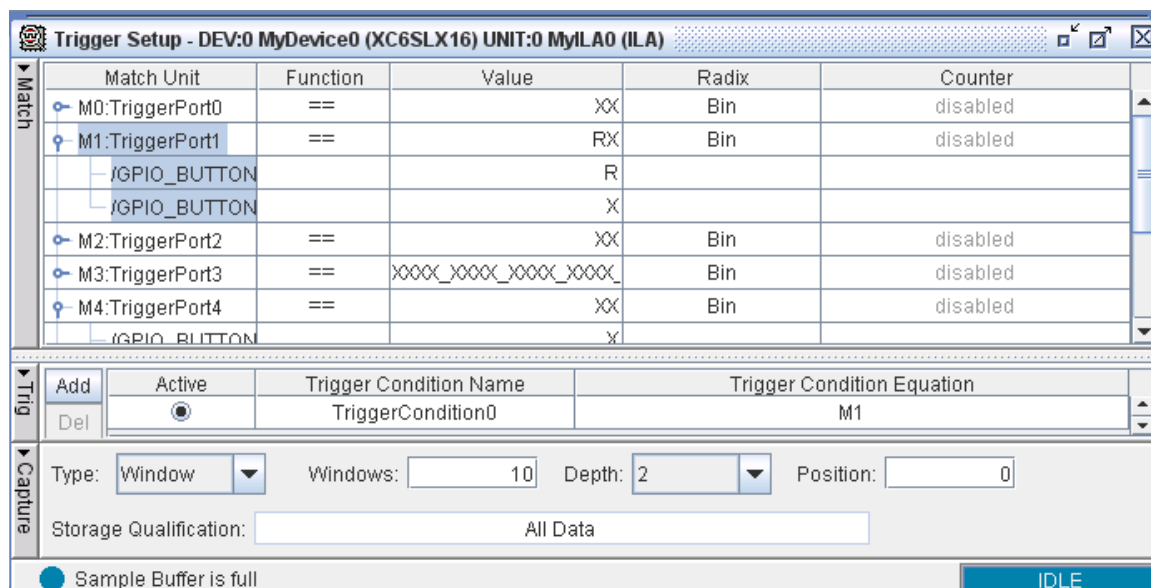 Trigger Setup - DEV:0 MyDevice0 (XC6SLX16) UNIT:0 MyILA0 (ILA)
Match
Match Unit Function Value Radix Counter
M0:TriggerPort0 == XX Bin disabled
M1:TriggerPort1 == RX Bin disabled
/GPIO_BUTTON R
/GPIO_BUTTON X
M2:TriggerPort2 == XX Bin disabled
M3:TriggerPort3 == XXXX_XXXX_XXXX_XXXX_ Bin disabled
M4:TriggerPort4 == XX Bin disabled
/GPIO_BUTTON X
Trig
Add Active Trigger Condition Name Trigger Condition Equation
Del TriggerCondition0 M1
Capture
Type: Window Windows: 10 Depth: 2 Position: 0
Storage Qualification: All Data
Sample Buffer is full IDLE